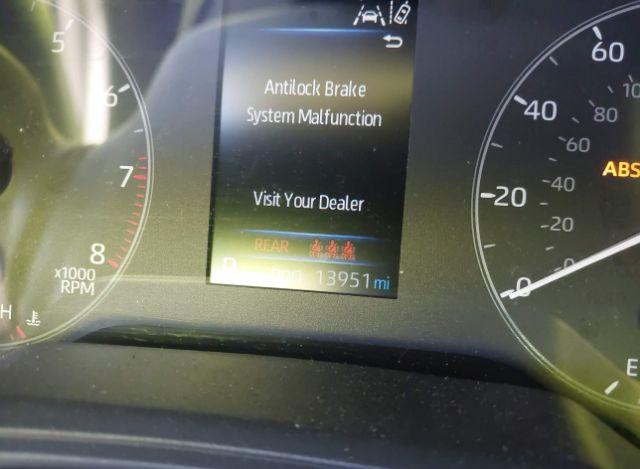 5
6
7
8
x1000
RPM
H
Antilock Brake
System Malfunction
Visit Your Dealer
REAR
13951 mi
60
40
20
0
80
60
40
20
0
ABS
E